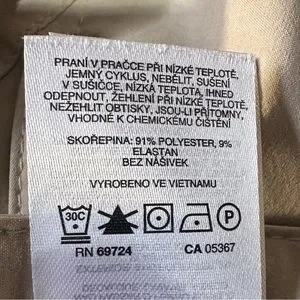 PRANÍ V PRAČCE PŘI NÍZKÉ TEPLOTĚ,
JEMNÝ CYKLUS, NEBĚLIT, SUŠENÍ
V SUŠIČCE, NÍZKÁ TEPLOTA, IHNED
ODEPNOUT, ŽEHLENÍ PŘI NÍZKÉ TEPLOTĚ,
NEŽEHLIT OBTISKY, JSOU-LI PŘÍTOMNY,
VHODNÉ K CHEMICKÉMU ČIŠTĚNÍ
SKOŘEPINA: 91% POLYESTER, 9%
ELASTAN
BEZ NÁŠIVEK
VYROBENO VE VIETNAMU
30C P
RN 69724 CA 05367